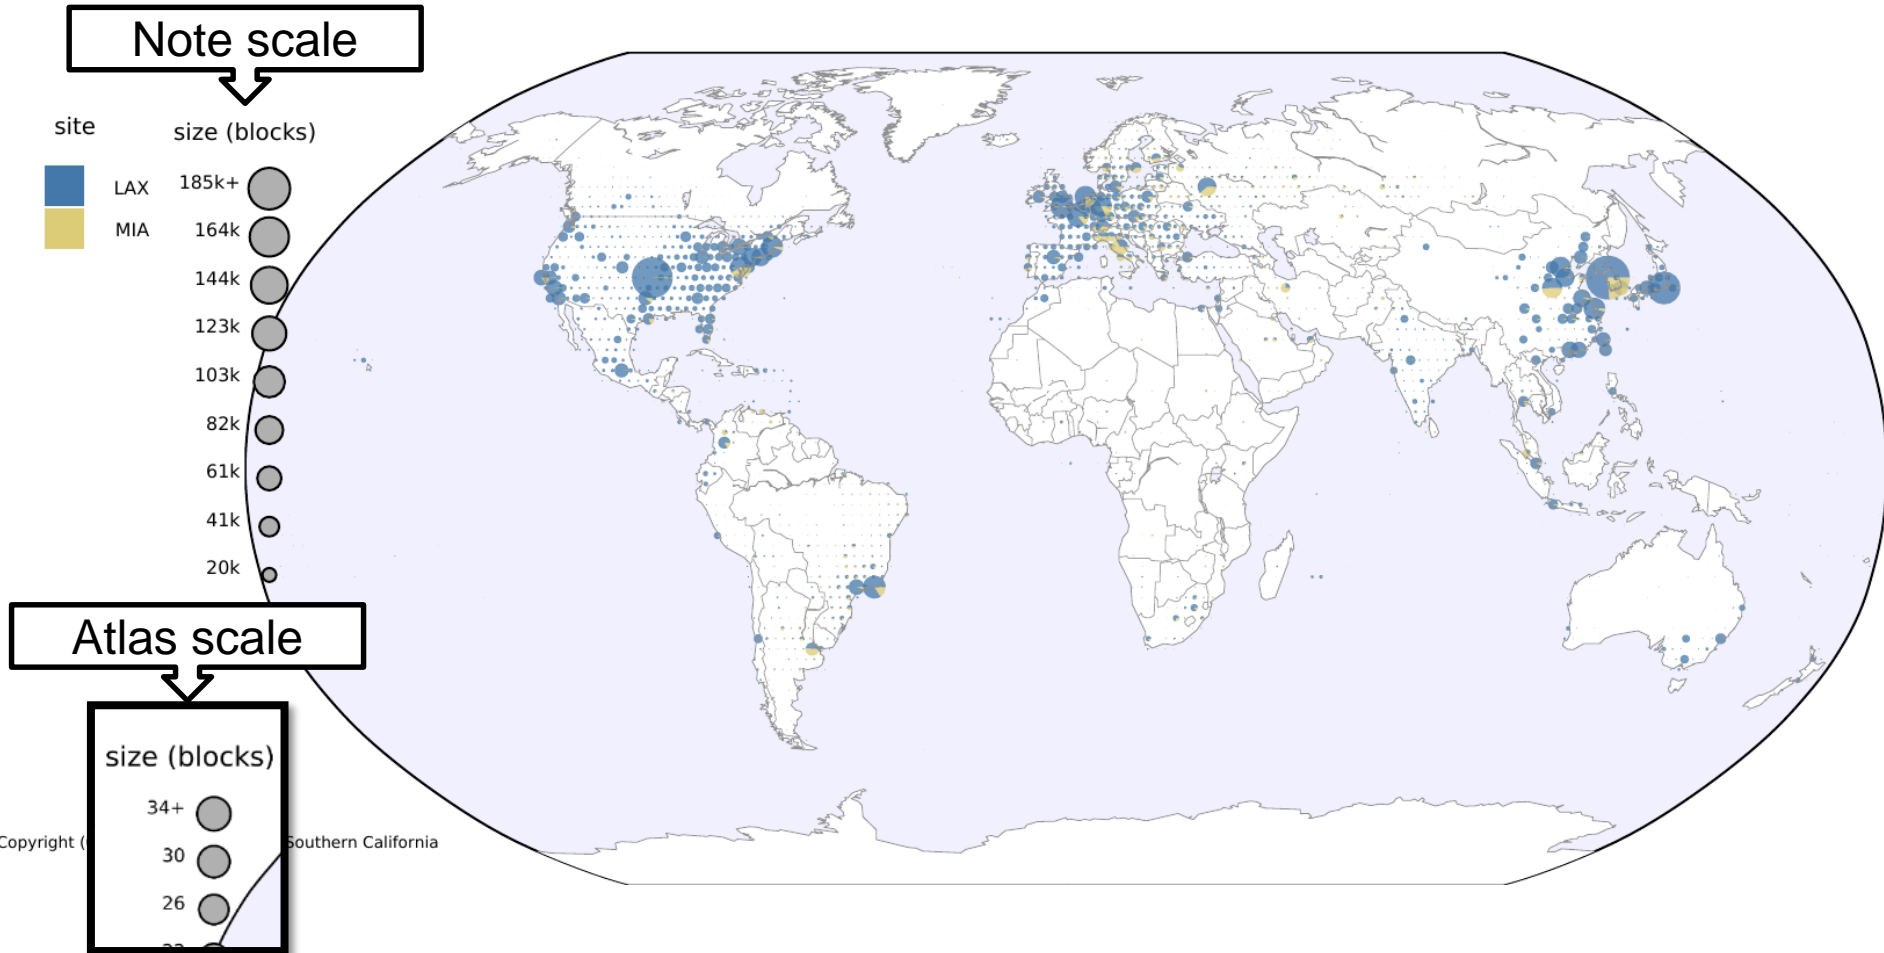 Note scale
site
size (blocks)
LAX
MIA
185k+
164k
144k
123k
103k
82k
61k
41k
20k
Atlas scale
size (blocks)
34+
30
26
Copyright (
Southern California